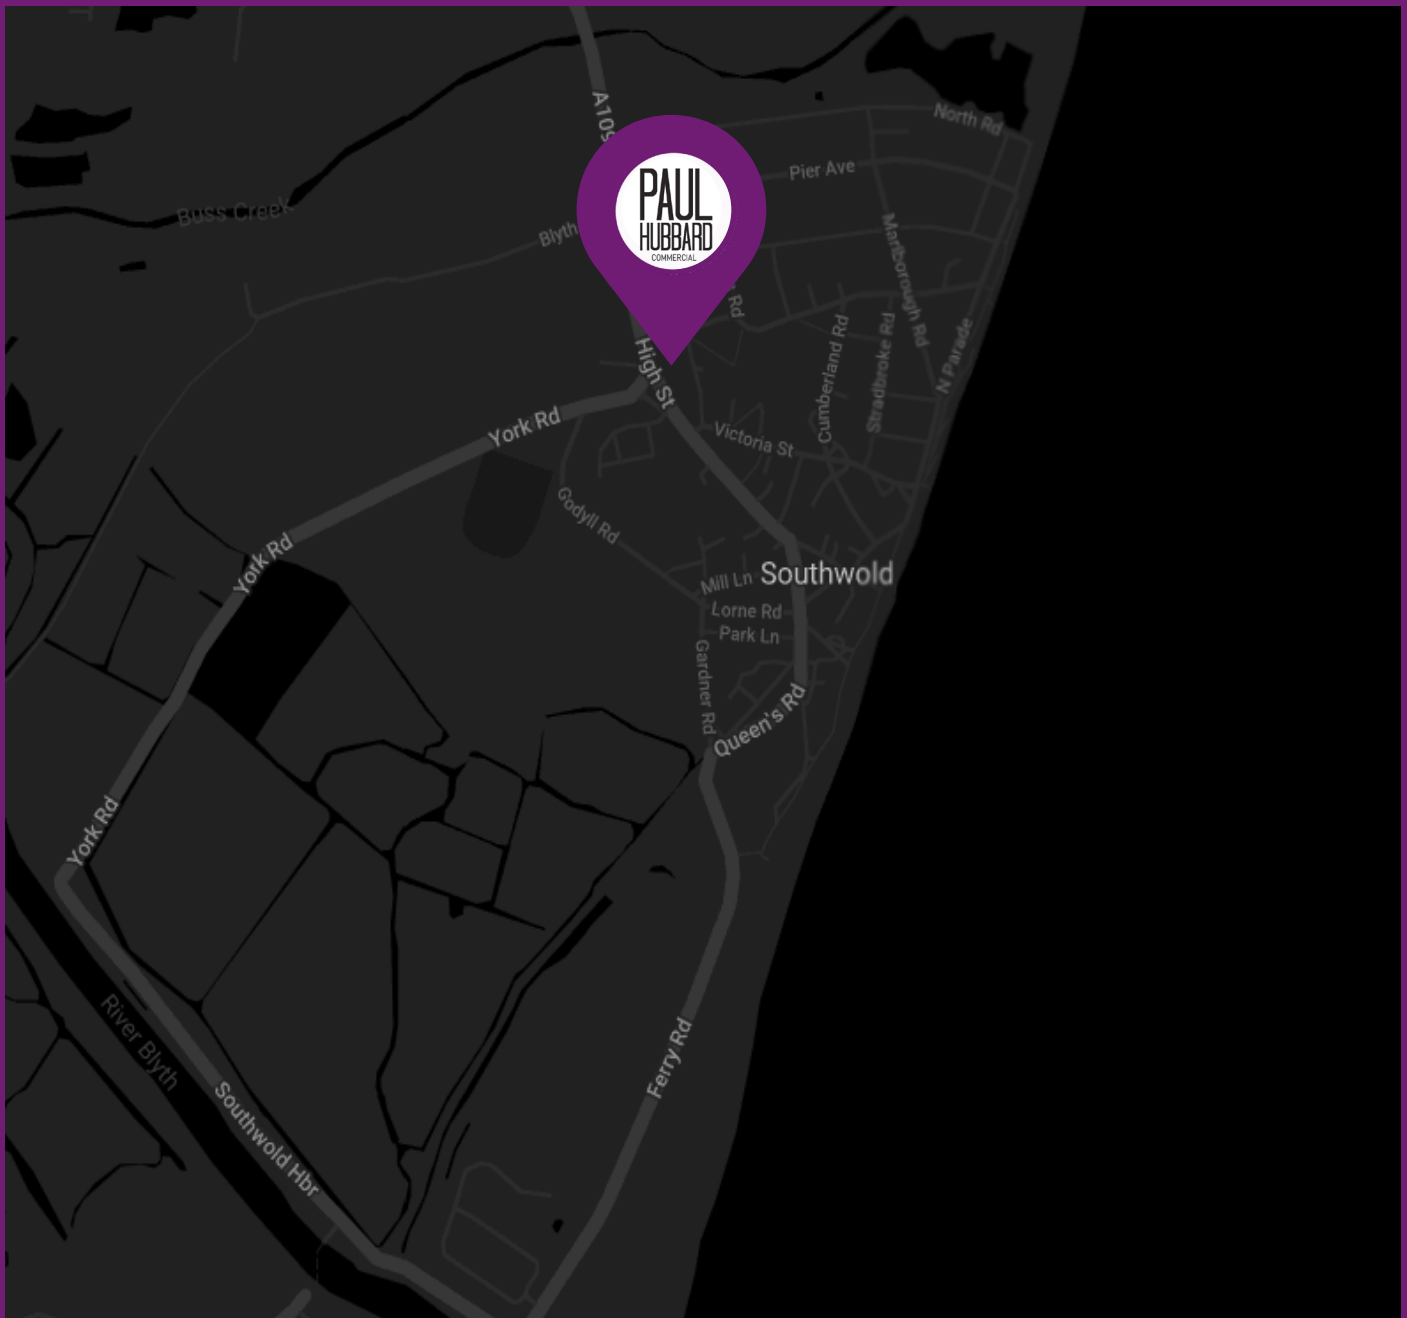 A109
North Rd
Pier Ave
PAUL
HUBBARD
COMMERCIAL
Buss Creek
Blyth
Marlborough Rd
Rd
Cumberland Rd
Stradbroke Rd
N Parade
High St
York Rd
Victoria St
Godyll Rd
York Rd
Southwold
Mill Ln
Lorne Rd
Park Ln
Gardner Rd
Queen's Rd
York Rd
River Blyth
Ferry Rd
Southwold Hbr